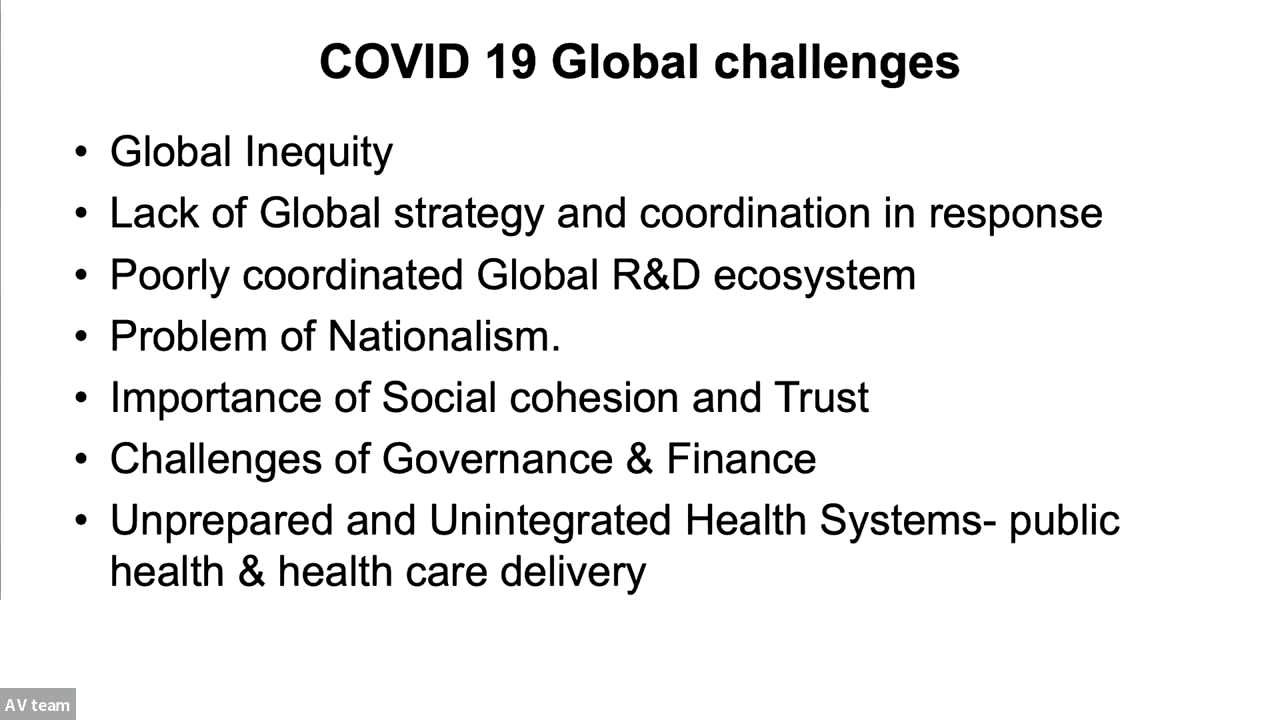 COVID 19 Global challenges
• Global Inequity
• Lack of Global strategy and coordination in response
• Poorly coordinated Global R&D ecosystem
• Problem of Nationalism.
• Importance of Social cohesion and Trust
• Challenges of Governance & Finance
• Unprepared and Unintegrated Health Systems- public
health & health care delivery
AV team